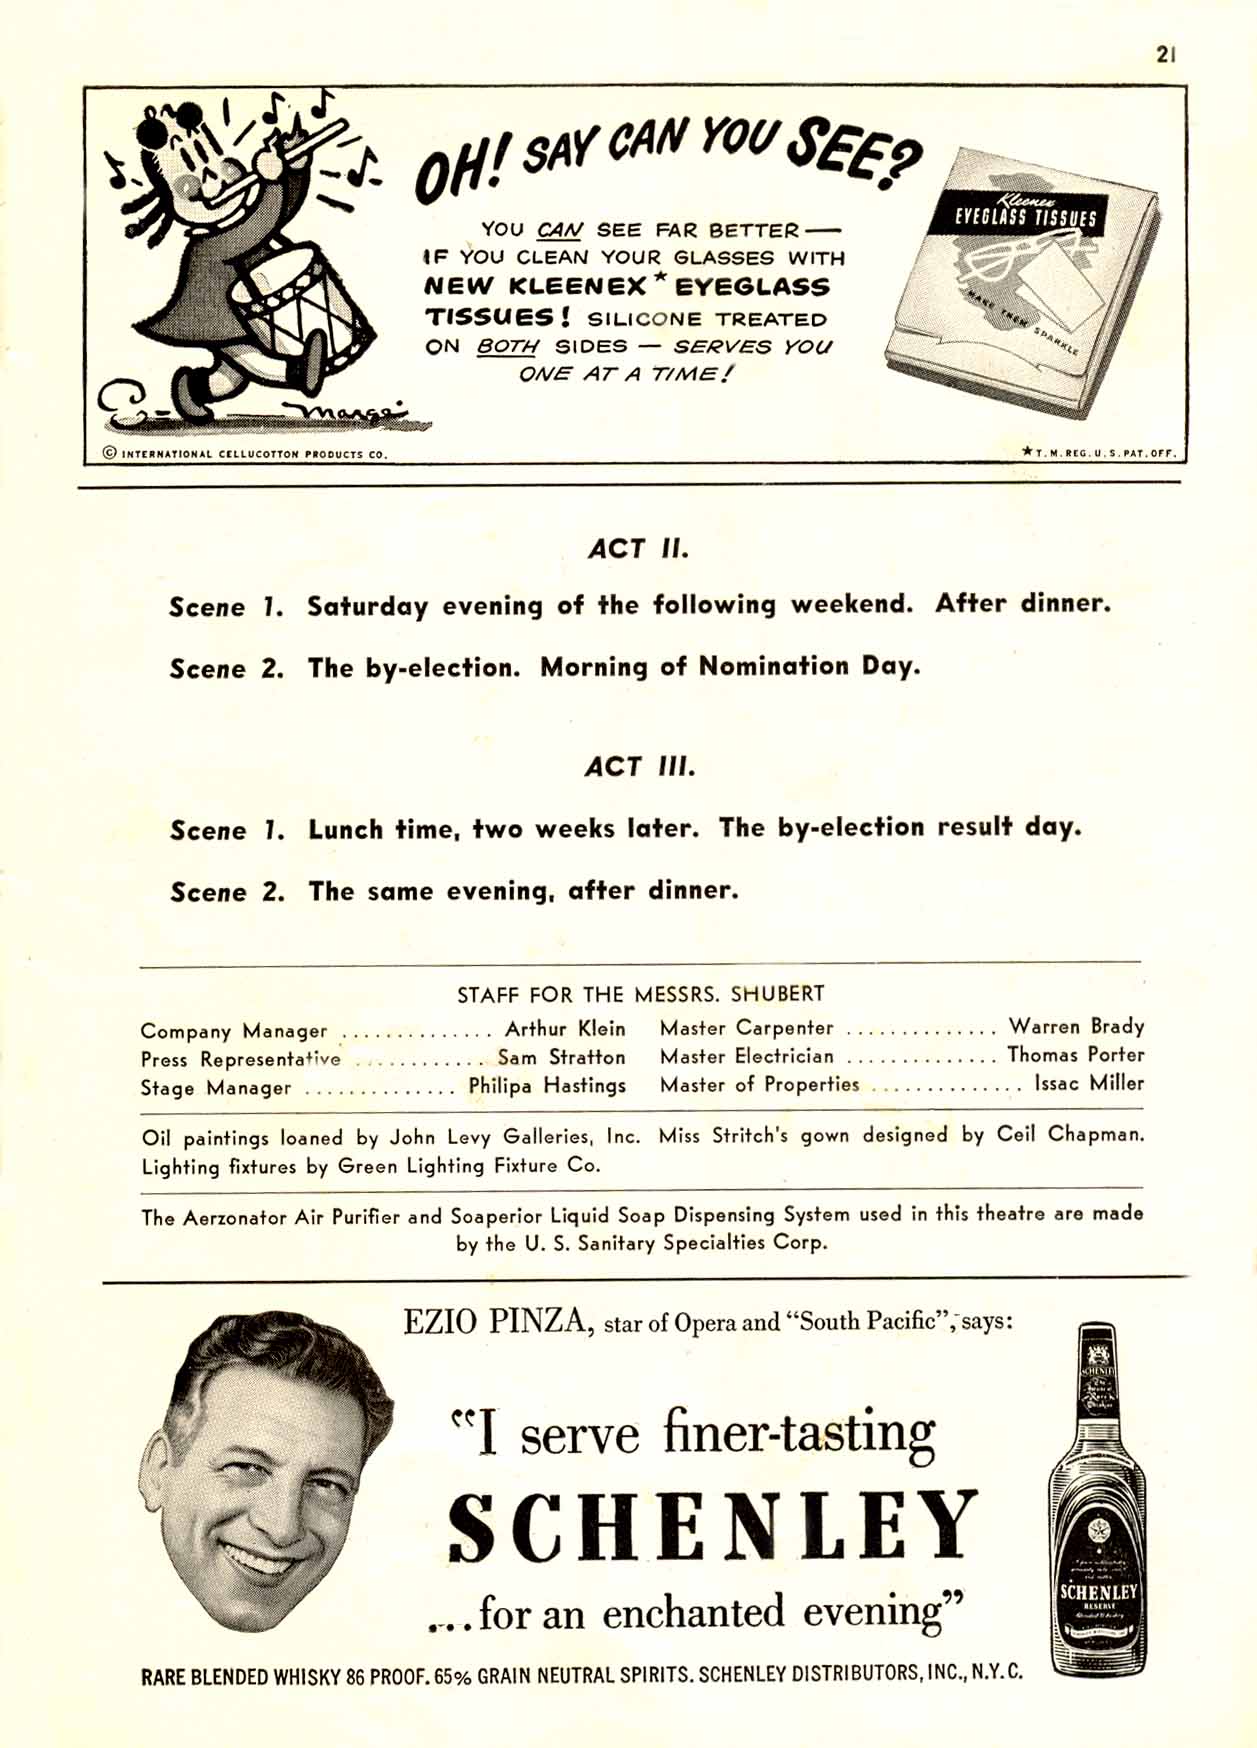 21
OH! SAY CAN YOU SEE?
YOU CAN SEE FAR BETTER—
IF YOU CLEAN YOUR GLASSES WITH
NEW KLEENEX★ EYEGLASS
TISSUES! SILICONE TREATED
ON BOTH SIDES — SERVES YOU
ONE AT A TIME!
Kleenex
EYEGLASS TISSUES
MAKE THEM SPARKLE
Marge
© INTERNATIONAL CELLUCOTTON PRODUCTS CO.
★T.M.REG.U.S.PAT.OFF.
ACT II.
Scene 1. Saturday evening of the following weekend. After dinner.
Scene 2. The by-election. Morning of Nomination Day.
ACT III.
Scene 1. Lunch time, two weeks later. The by-election result day.
Scene 2. The same evening, after dinner.
STAFF FOR THE MESSRS. SHUBERT
Company Manager .............. Arthur Klein
Press Representative ............ Sam Stratton
Stage Manager .............. Philipa Hastings
Master Carpenter .............. Warren Brady
Master Electrician .............. Thomas Porter
Master of Properties .............. Issac Miller
Oil paintings loaned by John Levy Galleries, Inc. Miss Stritch's gown designed by Ceil Chapman.
Lighting fixtures by Green Lighting Fixture Co.
The Aerzonator Air Purifier and Soaperior Liquid Soap Dispensing System used in this theatre are made
by the U. S. Sanitary Specialties Corp.
EZIO PINZA, star of Opera and “South Pacific”, says:
“I serve finer-tasting
SCHENLEY
...for an enchanted evening”
SCHENLEY
SCHENLEY
RESERVE
Blended Whiskey
RARE BLENDED WHISKY 86 PROOF. 65% GRAIN NEUTRAL SPIRITS. SCHENLEY DISTRIBUTORS, INC., N.Y.C.